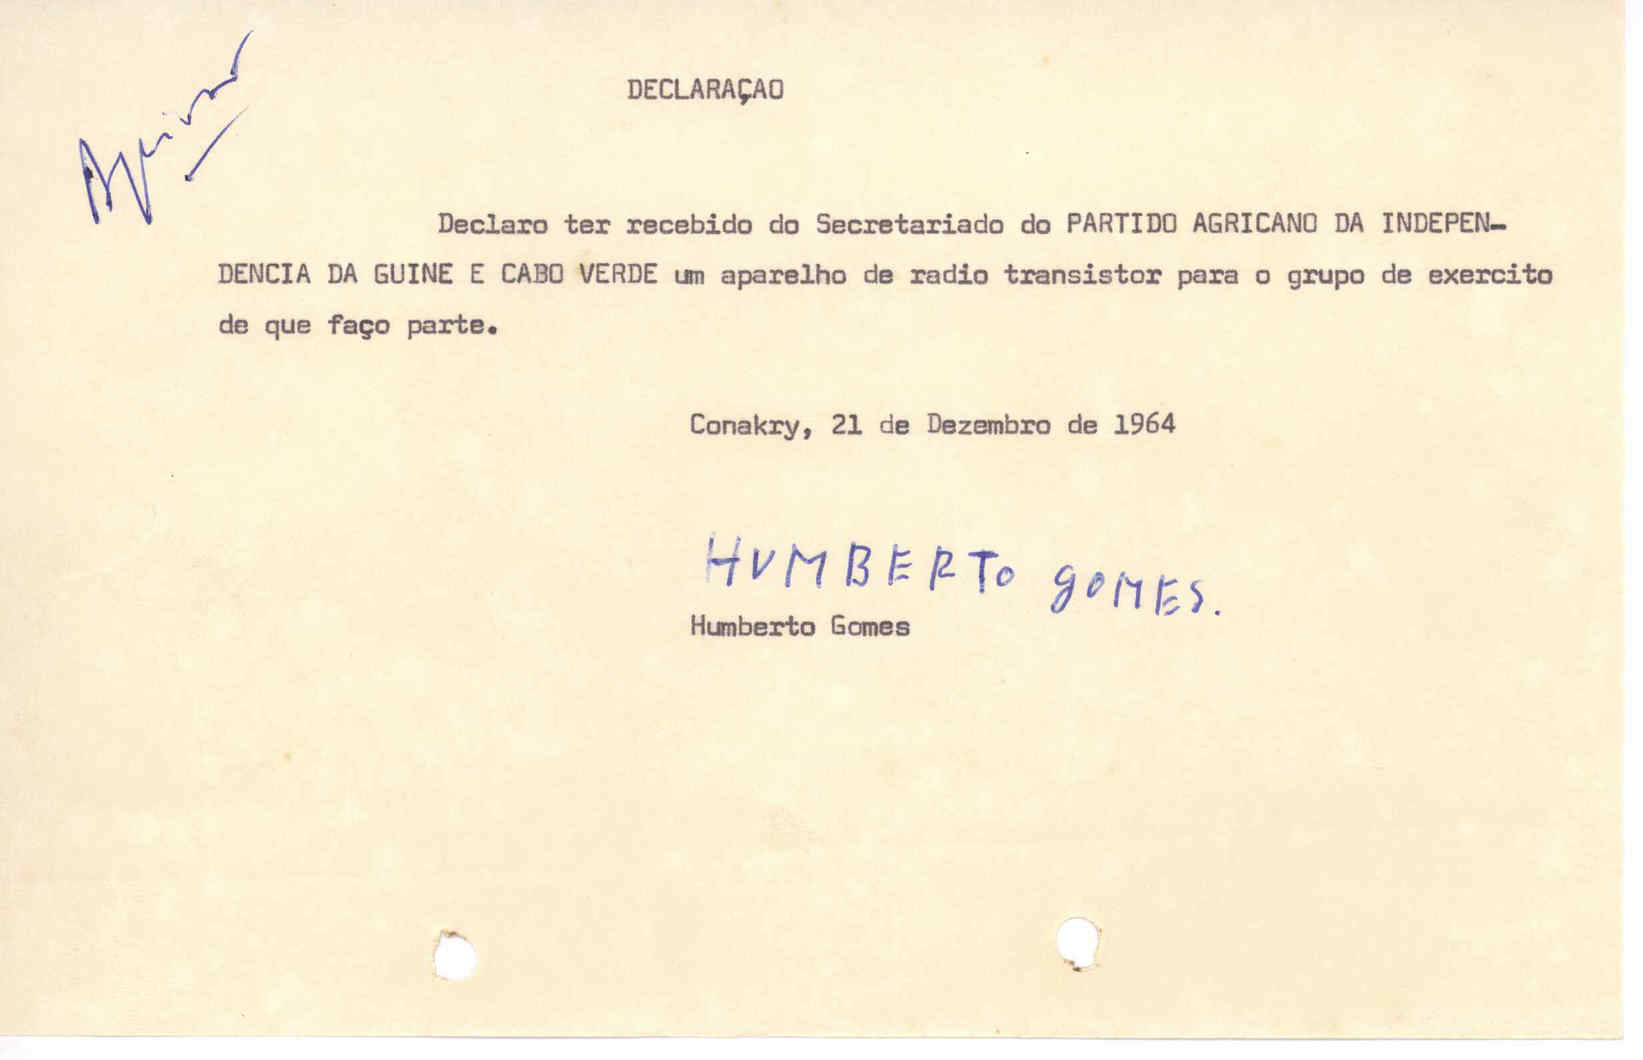 DECLARAÇAO
Declaro ter recebido do Secretariado do PARTIDO AGRICANO DA INDEPEN-
DENCIA DA GUINE E CABO VERDE um aparelho de radio transistor para o grupo de exercito
de que faço parte.
Conakry, 21 de Dezembro de 1964
HUMBERTO GOMES.
Humberto Gomes